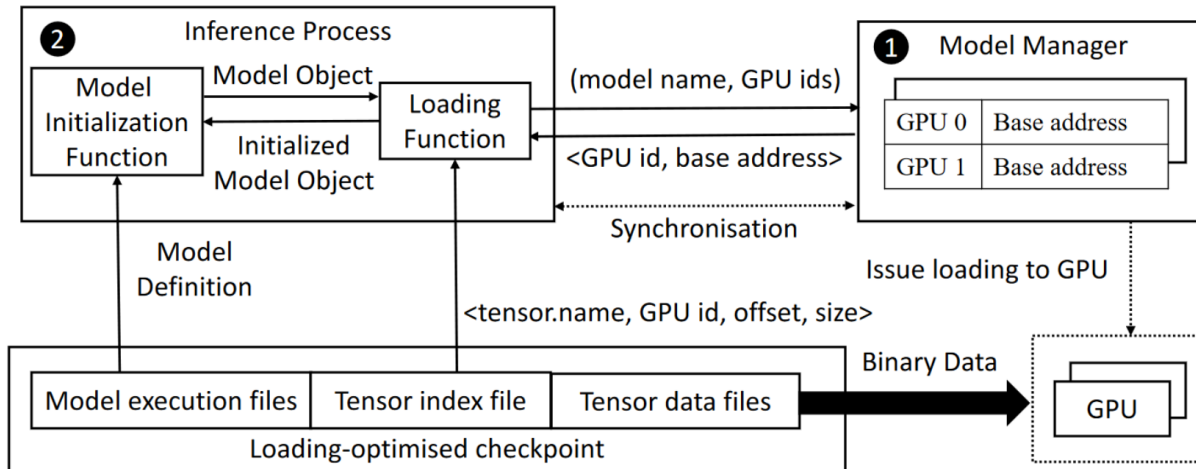 2 Inference Process
Model
Initialization
Function
Model Object
Initialized
Model Object
Loading
Function
(model name, GPU ids)
<GPU id, base address>
Synchronisation
1 Model Manager
GPU 0 Base address
GPU 1 Base address
Model
Definition
<tensor.name, GPU id, offset, size>
Issue loading to GPU
Binary Data
Model execution files Tensor index file Tensor data files
Loading-optimised checkpoint
GPU